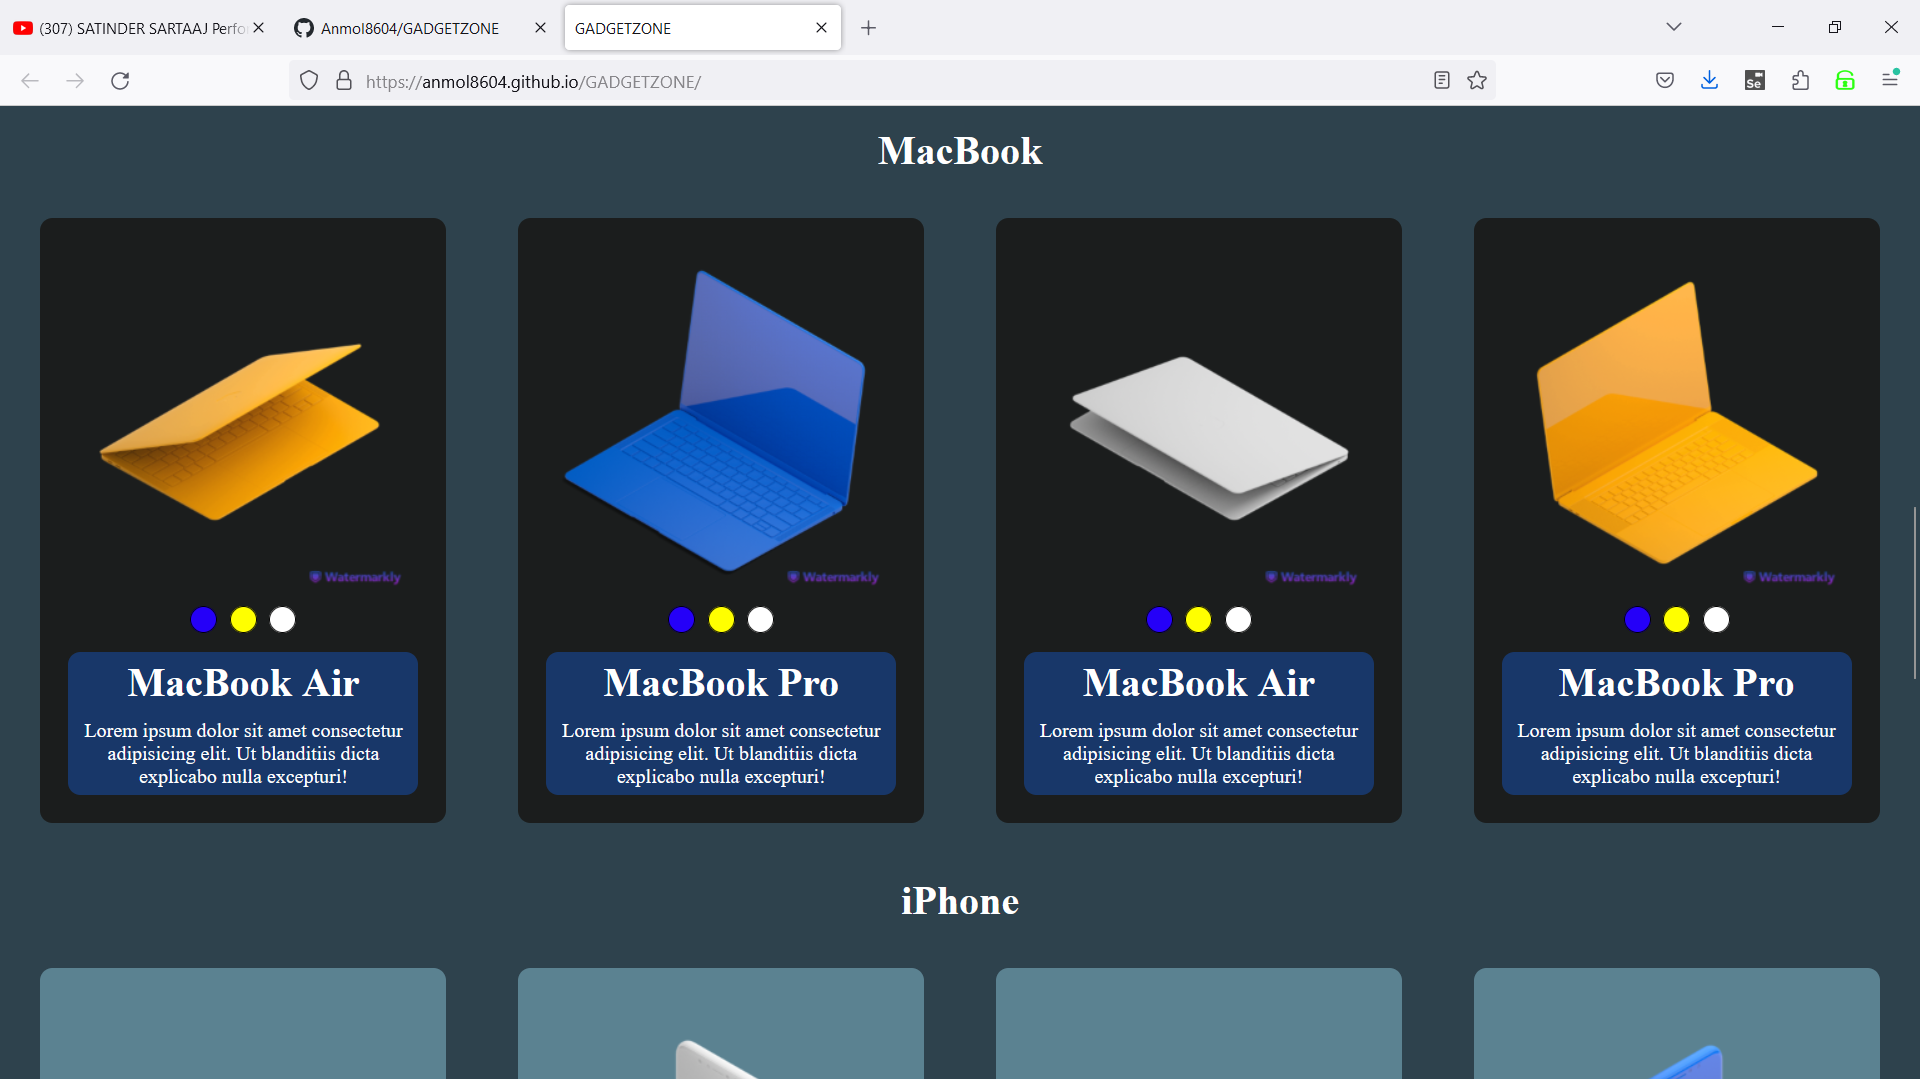 (307) SATINDER SARTAAJ Perfo
Anmol8604/GADGETZONE
GADGETZONE
https://anmol8604.github.io/GADGETZONE/
Se
MacBook
Watermarkly
Watermarkly
Watermarkly
Watermarkly
MacBook Air
Lorem ipsum dolor sit amet consectetur
adipisicing elit. Ut blanditiis dicta
explicabo nulla excepturi!
MacBook Pro
Lorem ipsum dolor sit amet consectetur
adipisicing elit. Ut blanditiis dicta
explicabo nulla excepturi!
MacBook Air
Lorem ipsum dolor sit amet consectetur
adipisicing elit. Ut blanditiis dicta
explicabo nulla excepturi!
MacBook Pro
Lorem ipsum dolor sit amet consectetur
adipisicing elit. Ut blanditiis dicta
explicabo nulla excepturi!
iPhone